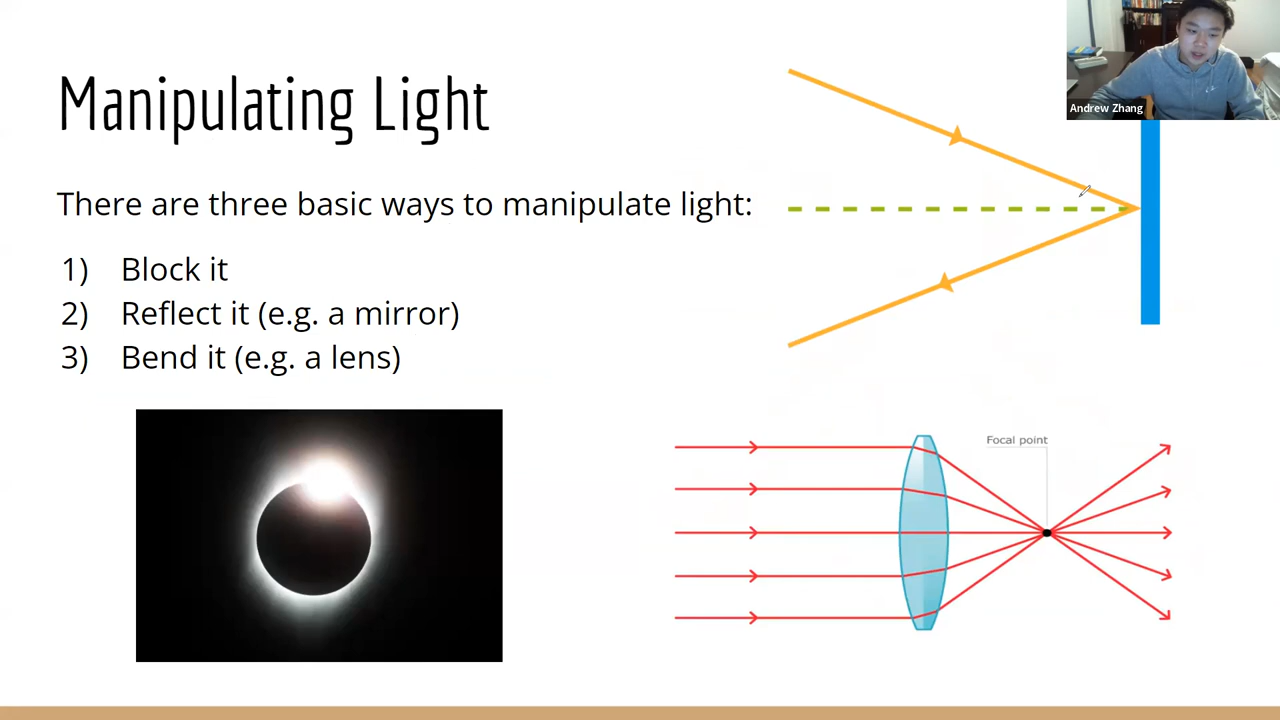 Manipulating Light
There are three basic ways to manipulate light:
1) Block it
2) Reflect it (e.g. a mirror)
3) Bend it (e.g. a lens)
Andrew Zhang
Focal point